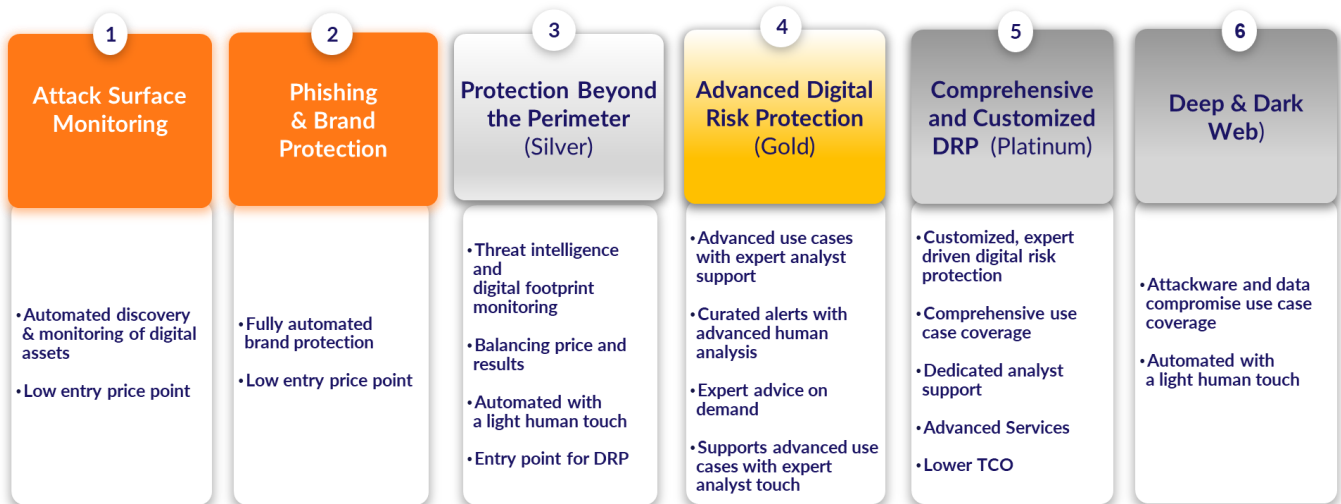 1
Attack Surface
Monitoring
•Automated discovery
& monitoring of digital
assets
•Low entry price point
2
Phishing
& Brand
Protection
•Fully automated
brand protection
•Low entry price point
3
Protection Beyond
the Perimeter
(Silver)
•Threat intelligence
and
digital footprint
monitoring
•Balancing price and
results
•Automated with
a light human touch
•Entry point for DRP
4
Advanced Digital
Risk Protection
(Gold)
•Advanced use cases
with expert analyst
support
•Curated alerts with
advanced human
analysis
•Expert advice on
demand
•Supports advanced use
cases with expert
analyst touch
5
Comprehensive
and Customized
DRP (Platinum)
•Customized, expert
driven digital risk
protection
•Comprehensive use
case coverage
•Dedicated analyst
support
•Advanced Services
•Lower TCO
6
Deep & Dark
Web)
•Attackware and data
compromise use case
coverage
•Automated with
a light human touch